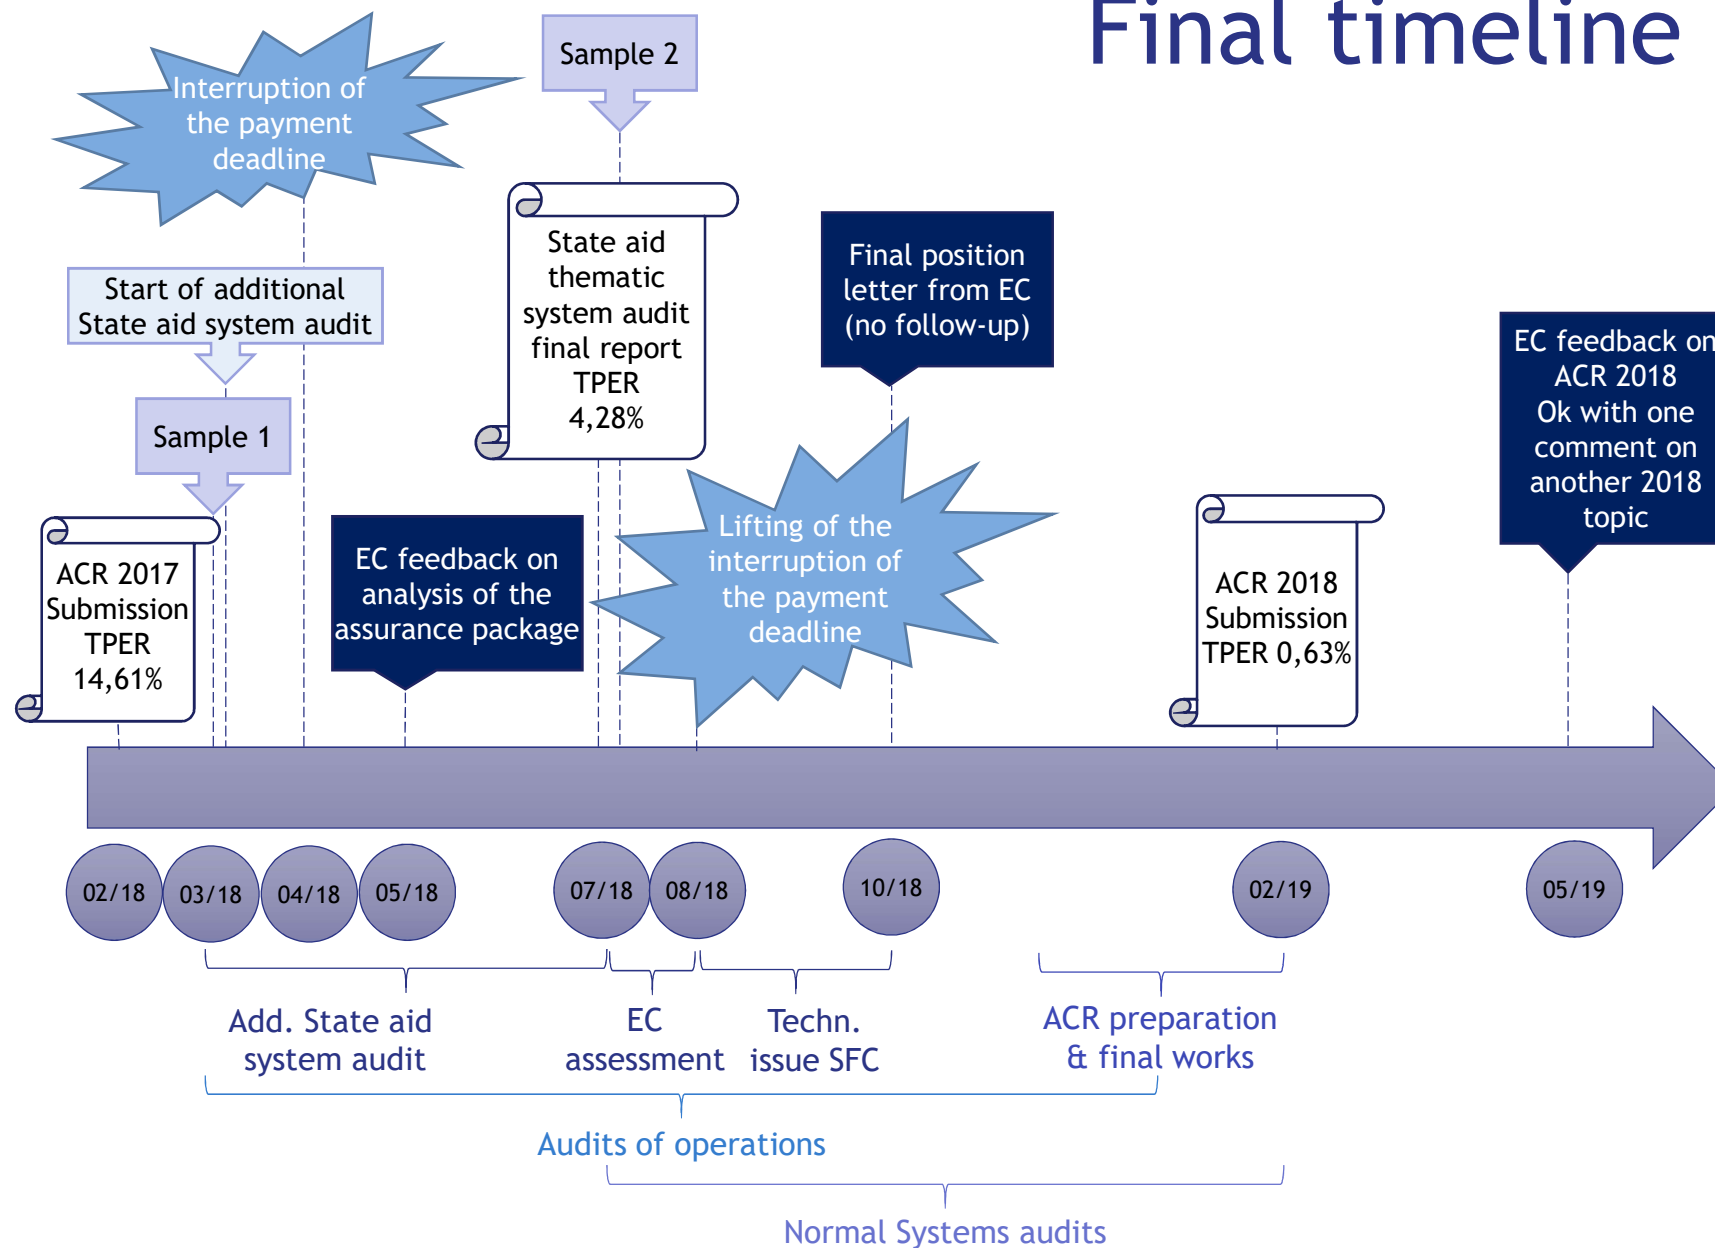 Final timeline
Interruption of
the payment
deadline
Sample 2
Start of additional
State aid system audit
Sample 1
State aid
thematic
system audit
final report
TPER
4,28%
Final position
letter from EC
(no follow-up)
EC feedback on
ACR 2018
Ok with one
comment on
another 2018
topic
ACR 2017
Submission
TPER
14,61%
EC feedback on
analysis of the
assurance package
Lifting of the
interruption of
the payment
deadline
ACR 2018
Submission
TPER 0,63%
02/18
03/18
04/18
05/18
07/18
08/18
10/18
02/19
05/19
Add. State aid
system audit
EC
assessment
Techn.
issue SFC
ACR preparation
& final works
Audits of operations
Normal Systems audits